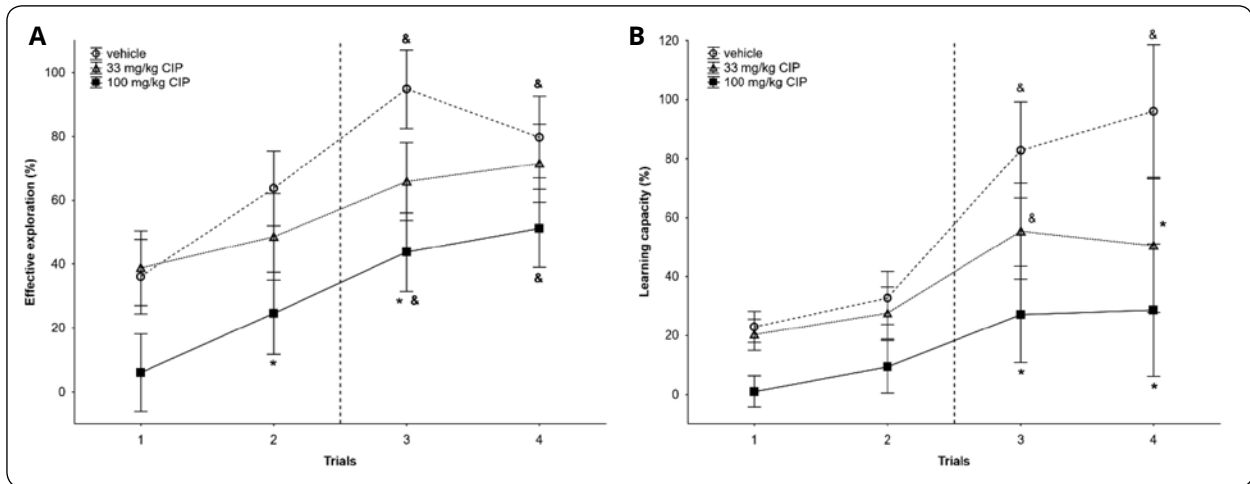 A
vehicle
33 mg/kg CIP
100 mg/kg CIP
Effective exploration (%)
100
80
60
40
20
0
&
&
*
* &
&
1 2 3 4
Trials
B
vehicle
33 mg/kg CIP
100 mg/kg CIP
Learning capacity (%)
120
100
80
60
40
20
0
&
&
&
*
*
*
1 2 3 4
Trials